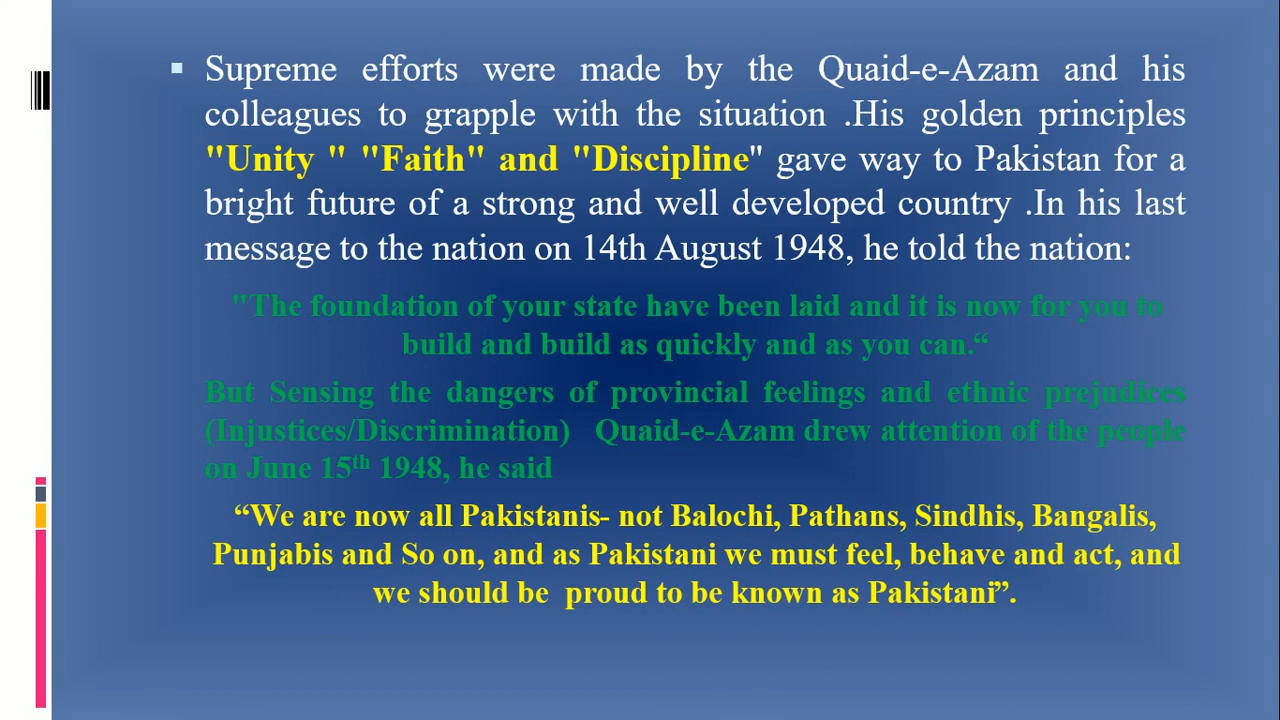 Supreme efforts were made by the Quaid-e-Azam and his
colleagues to grapple with the situation .His golden principles
"Unity " "Faith" and "Discipline" gave way to Pakistan for a
bright future of a strong and well developed country .In his last
message to the nation on 14th August 1948, he told the nation:
"The foundation of your state have been laid and it is now for you to
build and build as quickly and as you can.“
But Sensing the dangers of provincial feelings and ethnic prejudices
(Injustices/Discrimination) Quaid-e-Azam drew attention of the people
on June 15th 1948, he said
“We are now all Pakistanis- not Balochi, Pathans, Sindhis, Bangalis,
Punjabis and So on, and as Pakistani we must feel, behave and act, and
we should be proud to be known as Pakistani”.